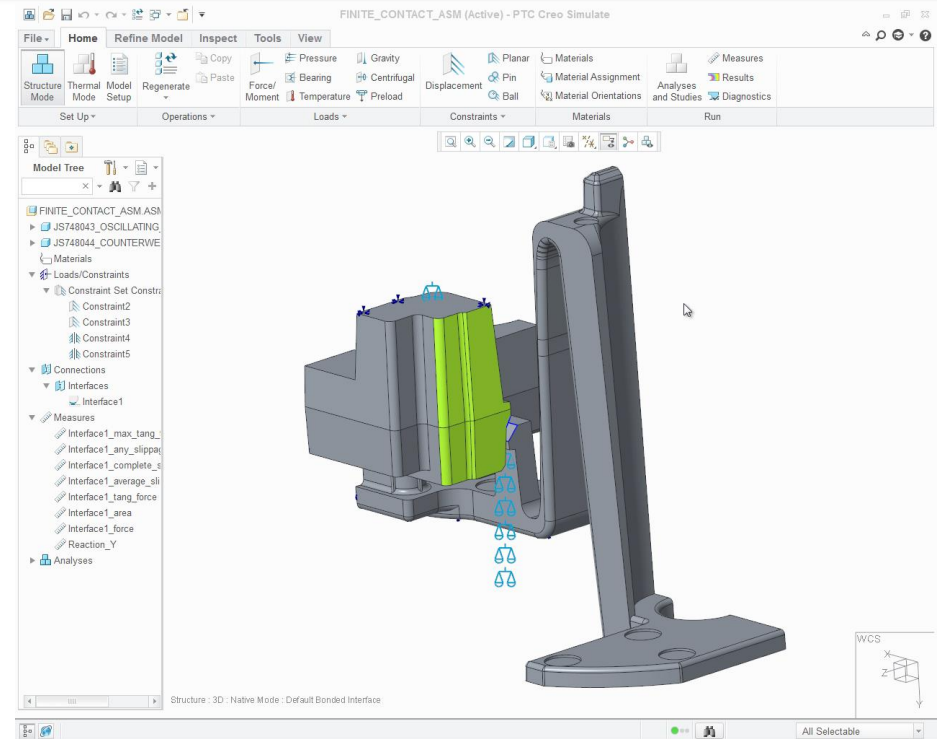 FINITE_CONTACT_ASM (Active) - PTC Creo Simulate
File Home Refine Model Inspect Tools View
Structure Mode
Thermal Mode
Model Setup
Regenerate
Copy
Paste
Force/ Moment
Pressure
Bearing
Temperature
Gravity
Centrifugal
Preload
Displacement
Planar
Pin
Ball
Materials
Material Assignment
Material Orientations
Analyses and Studies
Measures
Results
Diagnostics
Set Up Operations Loads Constraints Materials Run
Model Tree
FINITE_CONTACT_ASM.ASM
JS748043_OSCILLATING_
JS748044_COUNTERWE
Materials
Loads/Constraints
Constraint Set Constra
Constraint2
Constraint3
Constraint4
Constraint5
Connections
Interfaces
Interface1
Measures
Interface1_max_tang_
Interface1_any_slippag
Interface1_complete_s
Interface1_average_sli
Interface1_tang_force
Interface1_area
Interface1_force
Reaction_Y
Analyses
WCS
X
Z
Y
Structure : 3D : Native Mode : Default Bonded Interface
All Selectable